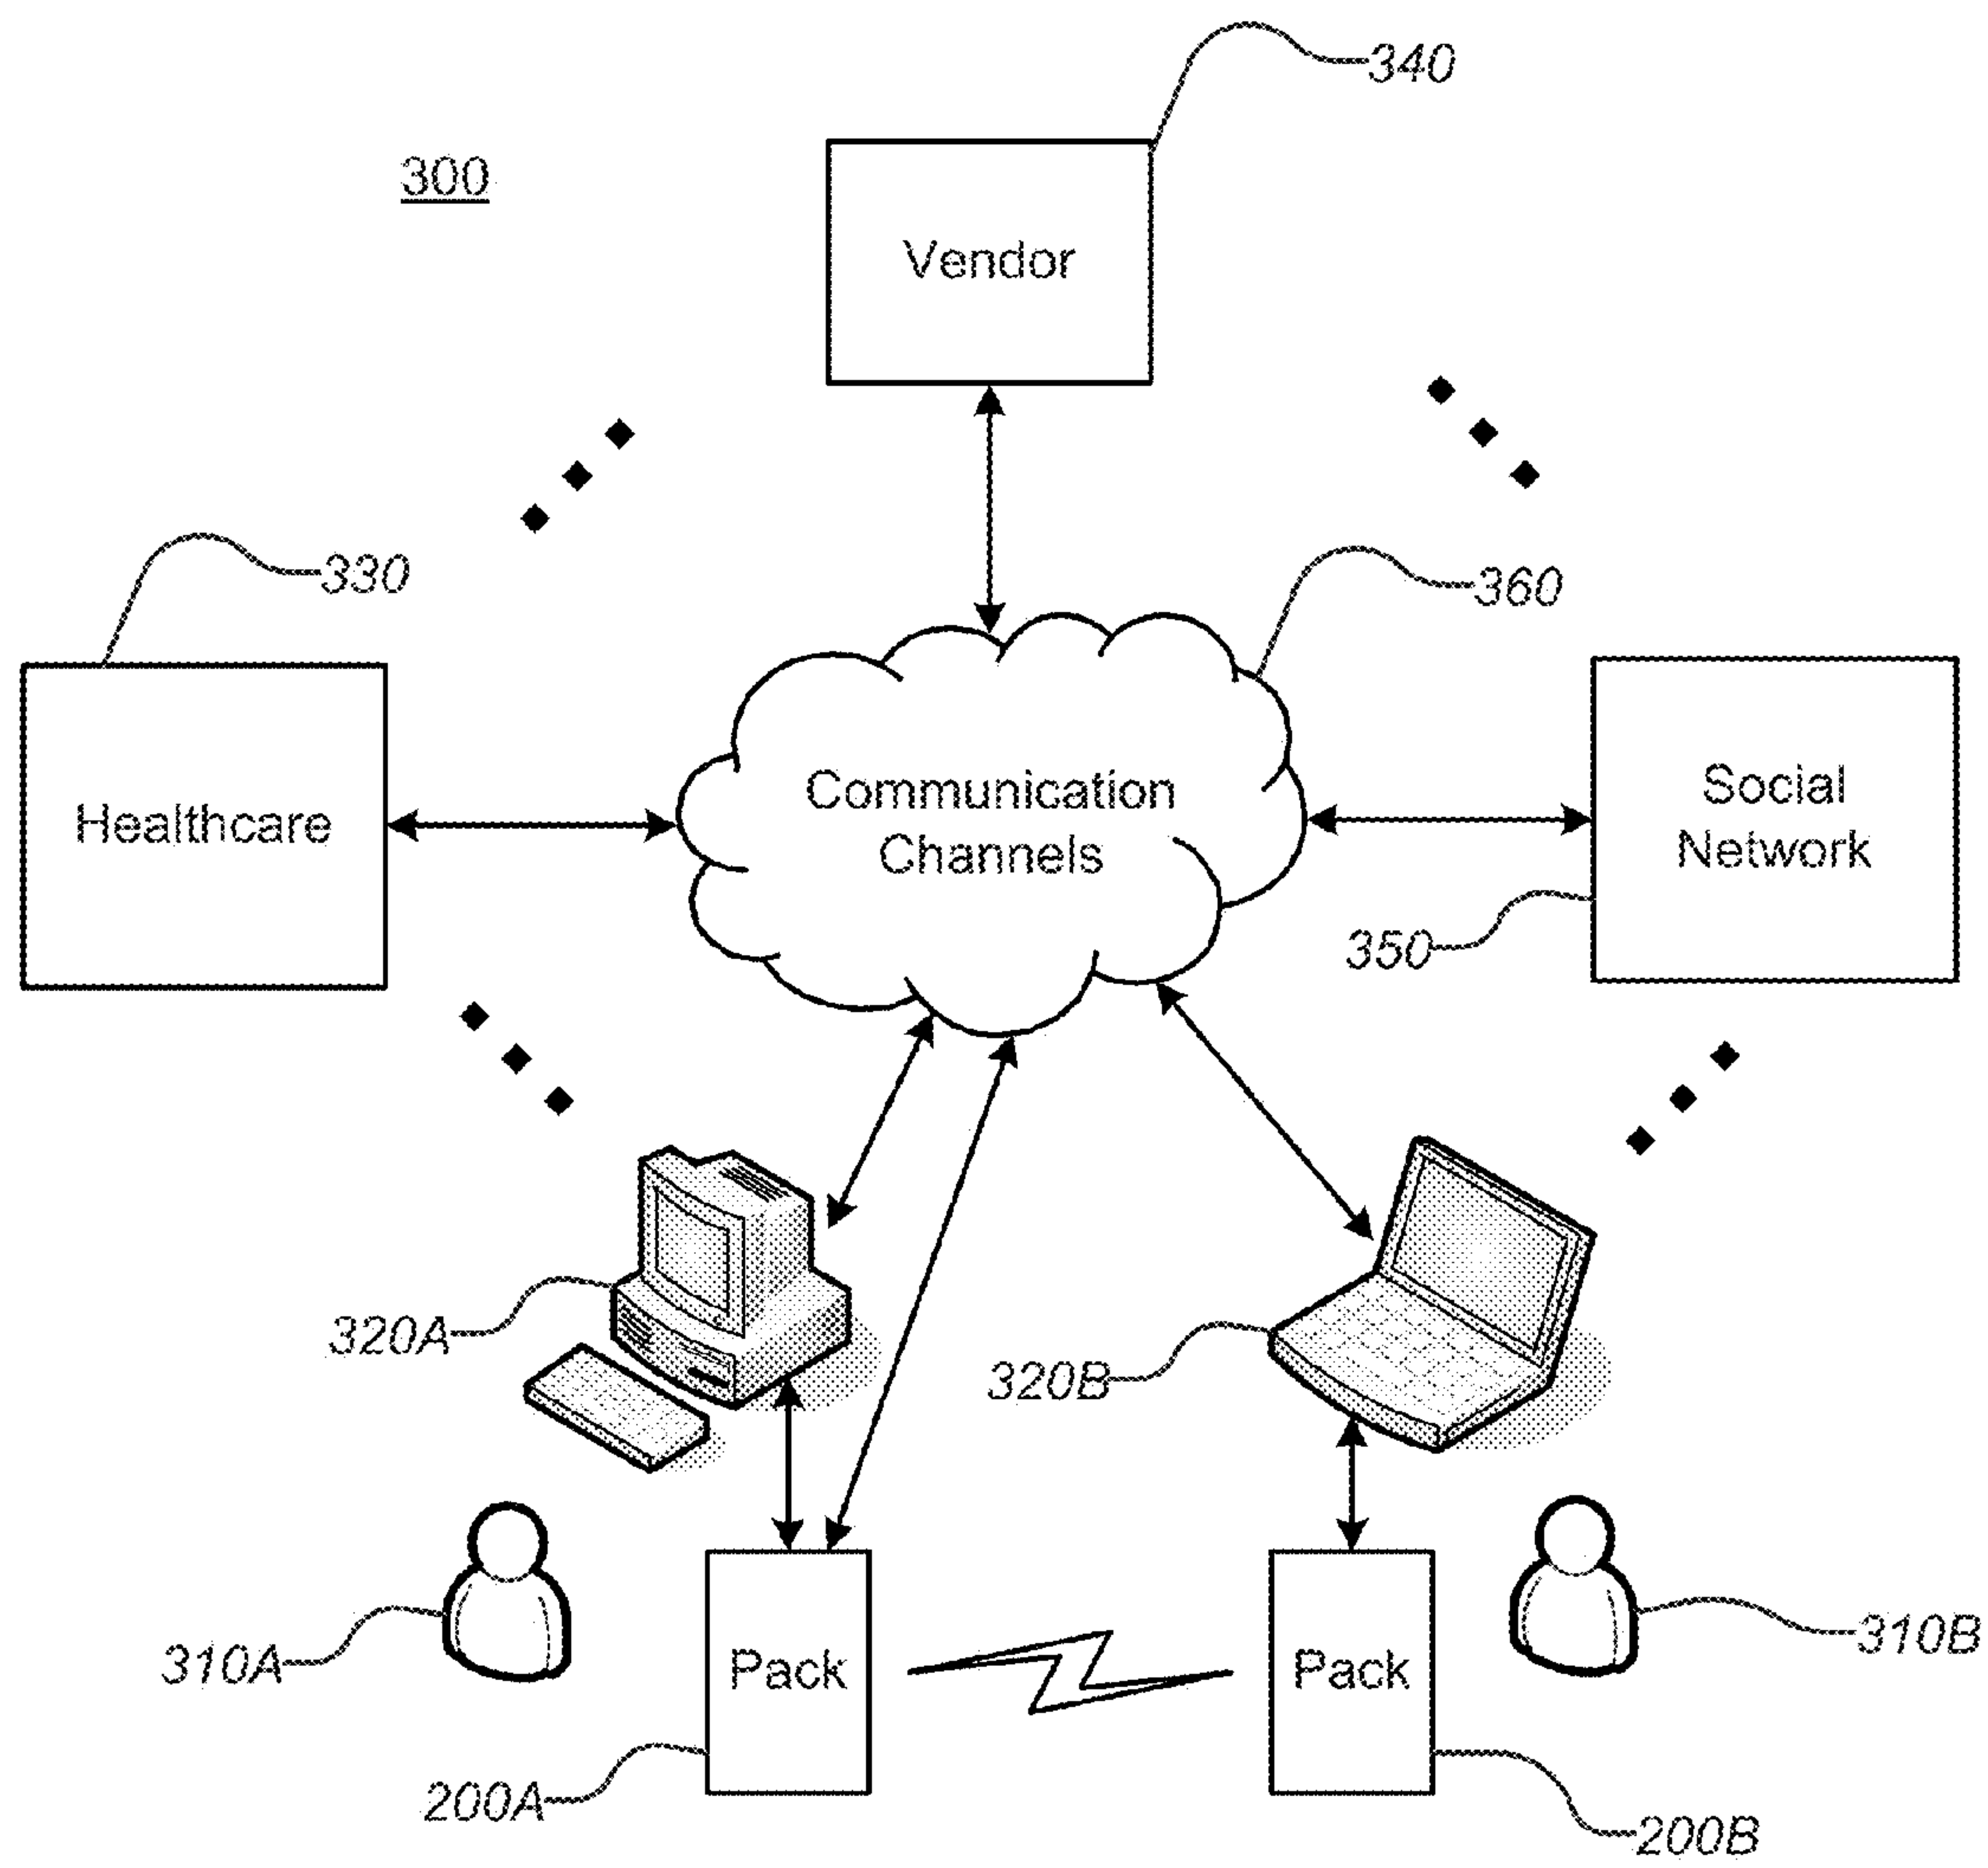 340
300
Vendor
330
360
Healthcare
Communication
Channels
Social
Network
350
320A
320B
310A
Pack
Pack
310B
200A
200B